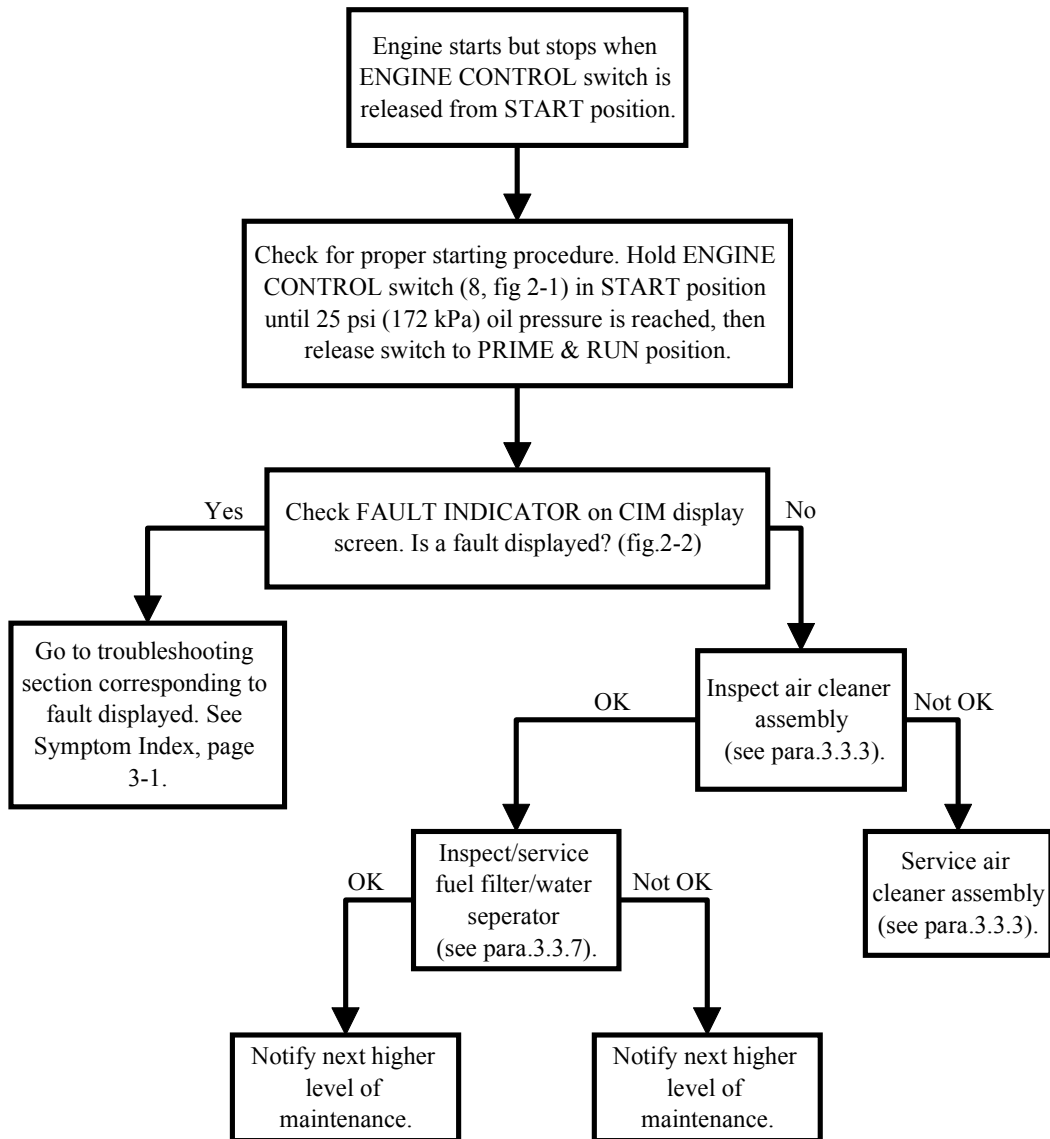 Engine starts but stops when
ENGINE CONTROL switch is
released from START position.
Check for proper starting procedure. Hold ENGINE
CONTROL switch (8, fig 2-1) in START position
until 25 psi (172 kPa) oil pressure is reached, then
release switch to PRIME & RUN position.
Yes
Check FAULT INDICATOR on CIM display
screen. Is a fault displayed? (fig.2-2)
No
Go to troubleshooting
section corresponding to
fault displayed. See
Symptom Index, page
3-1.
OK
Inspect air cleaner
assembly
(see para.3.3.3).
Not OK
OK
Inspect/service
fuel filter/water
seperator
(see para.3.3.7).
Not OK
Service air
cleaner assembly
(see para.3.3.3).
Notify next higher
level of
maintenance.
Notify next higher
level of
maintenance.